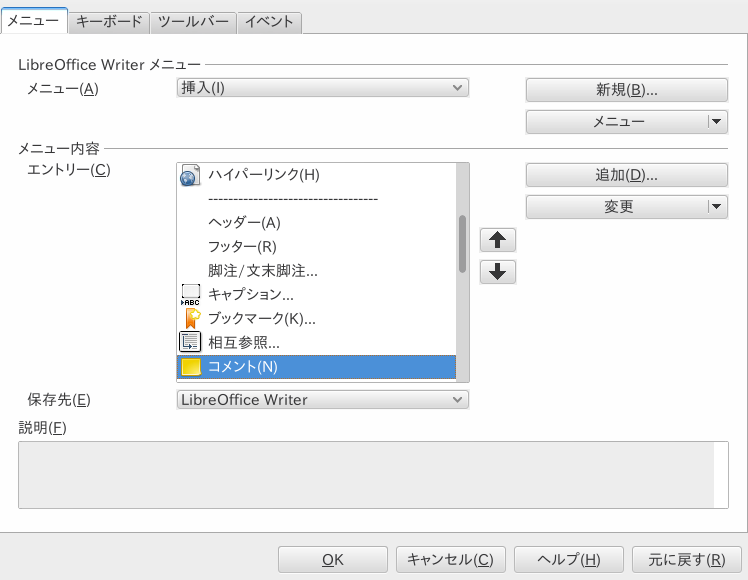 メニュー キーボード ツールバー イベント
LibreOffice Writer メニュー
メニュー(A) 挿入(I) 新規(B)...
メニュー
メニュー内容
エントリー(C) ハイパーリンク(H) 追加(D)...
----------------------------------
変更
ヘッダー(A)
フッター(R)
脚注/文末脚注...
ABC キャプション...
ブックマーク(K)...
相互参照...
コメント(N)
保存先(E) LibreOffice Writer
説明(F)
OK キャンセル(C) ヘルプ(H) 元に戻す(R)